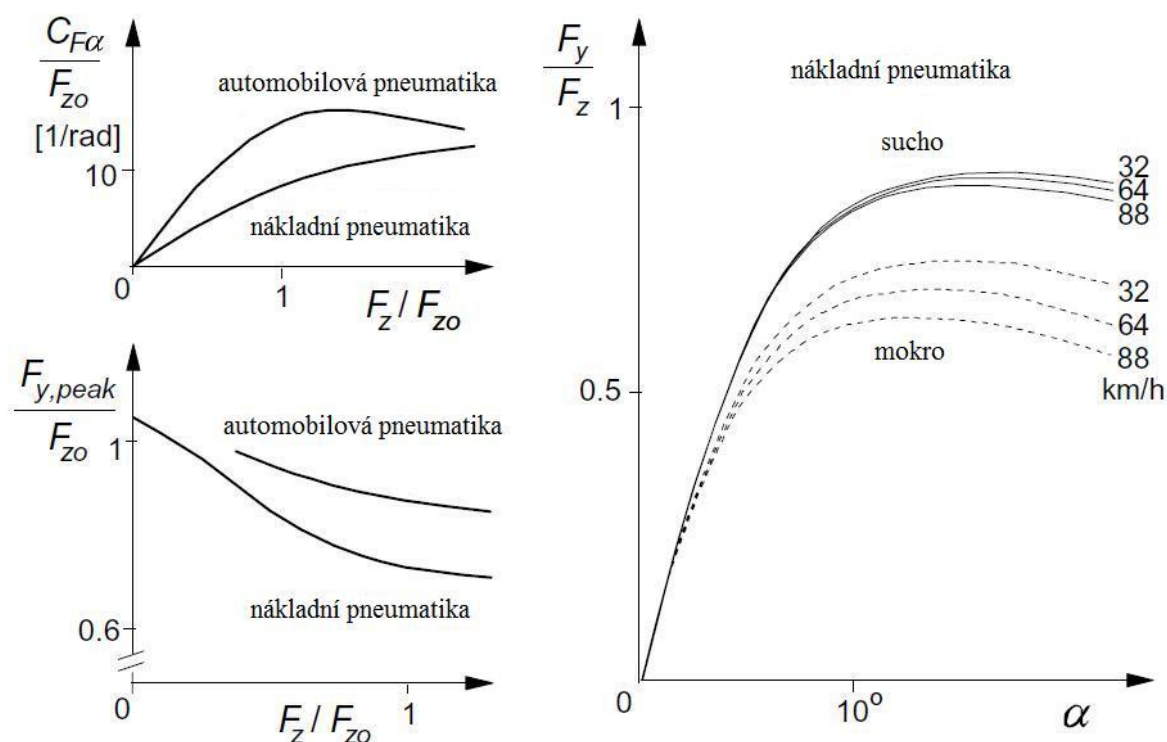 C_Fα
F_zo
[1/rad]
automobilová pneumatika
10
nákladní pneumatika
0
1
F_z / F_zo
F_y,peak
F_zo
automobilová pneumatika
1
nákladní pneumatika
0.6
0
1
F_z / F_zo
F_y
F_z
nákladní pneumatika
1
sucho
32
64
88
32
64
mokro
88
km/h
0.5
0
10º
α